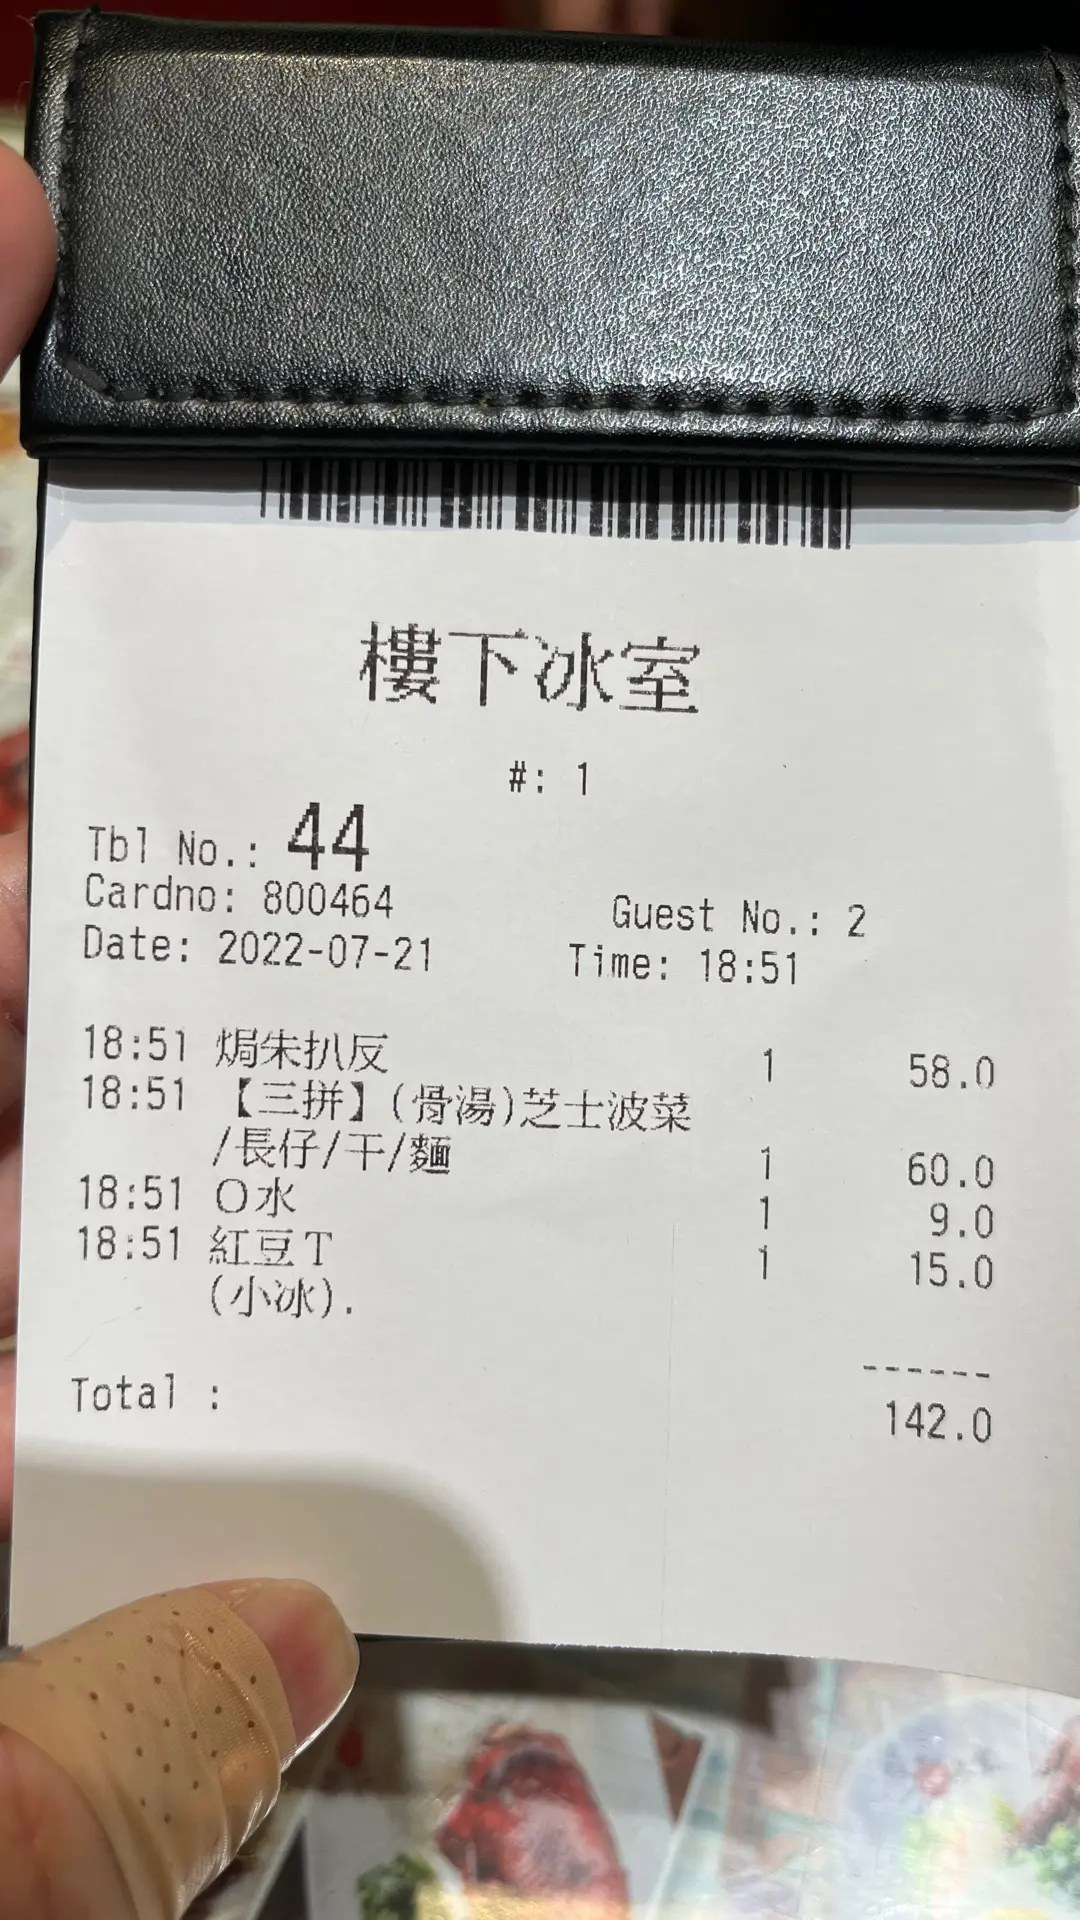 樓下冰室
#: 1
Tbl No.: 44
Cardno: 800464 Guest No.: 2
Date: 2022-07-21 Time: 18:51
18:51 焗朱扒反 1 58.0
18:51 【三拼】(骨湯)芝士波菜
/長仔/干/麵 1 60.0
18:51 O水 1 9.0
18:51 紅豆T 1 15.0
(小冰).
------
Total : 142.0